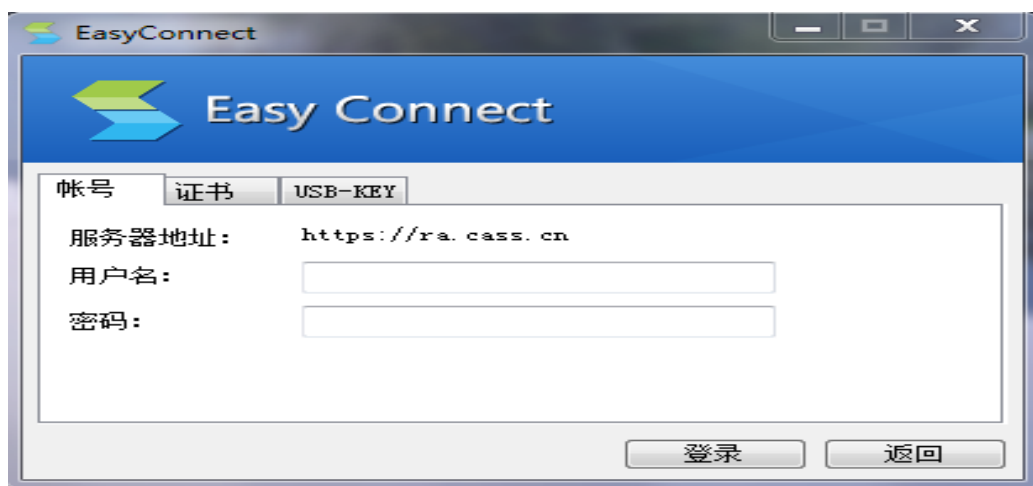 EasyConnect
Easy Connect
帐号 证书 USB-KEY
服务器地址: https://ra.cass.cn
用户名:
密码:
登录 返回